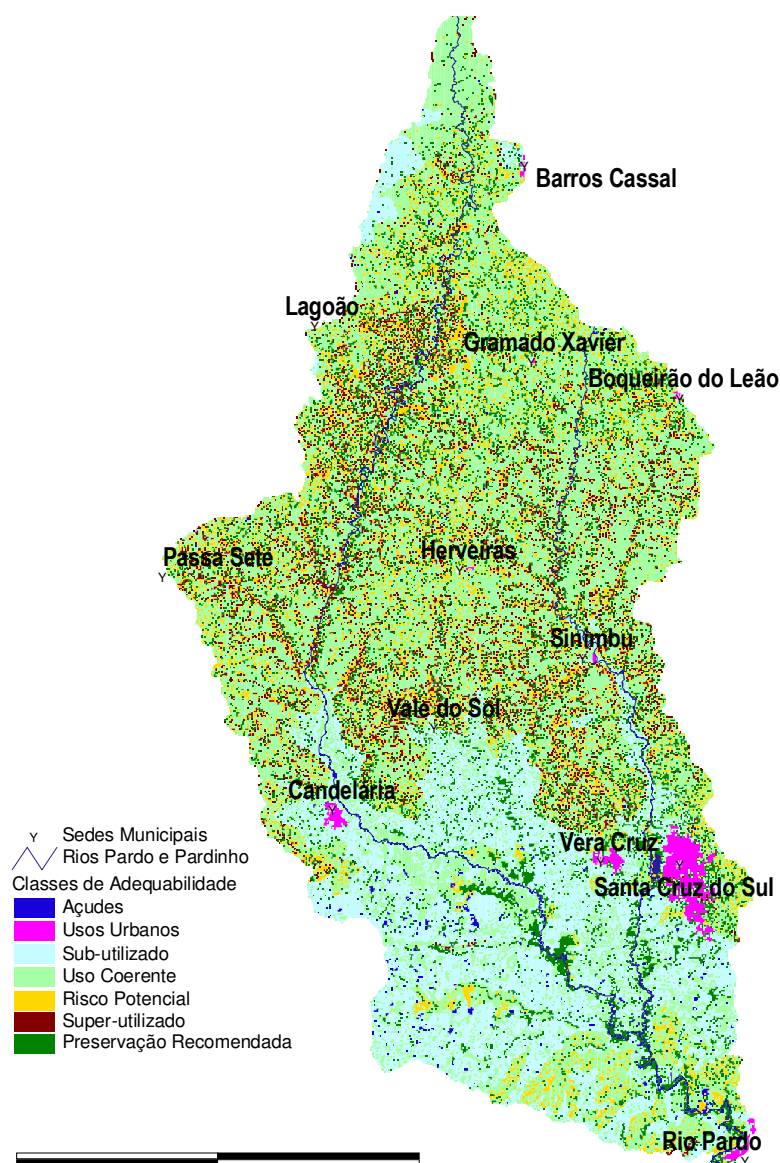 Barros Cassal
Lagoão
Gramado Xavier
Boqueirão do Leão
Passa Sete
Herveiras
Sinimbu
Vale do Sol
Candelária
Vera Cruz
Santa Cruz do Sul
Rio Pardo
Y Sedes Municipais
Rios Pardo e Pardinho
Classes de Adequabilidade
Açudes
Usos Urbanos
Sub-utilizado
Uso Coerente
Risco Potencial
Super-utilizado
Preservação Recomendada